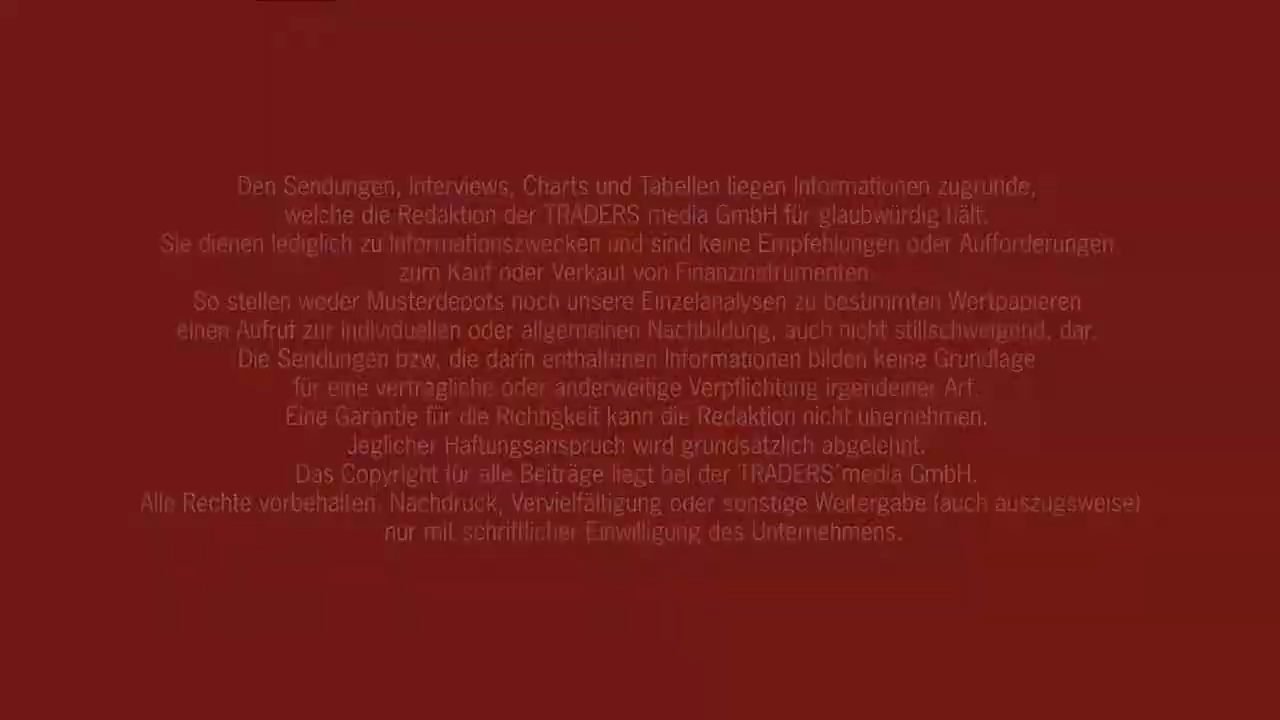 Den Sendungen, Interviews, Charts und Tabellen liegen Informationen zugrunde,
welche die Redaktion der TRADERS media GmbH für glaubwürdig hält.
Sie dienen lediglich zu Informationszwecken und sind keine Empfehlungen oder Aufforderungen
zum Kauf oder Verkauf von Finanzinstrumenten.
So stellen weder Musterdepots noch unsere Einzelanalysen zu bestimmten Wertpapieren
einen Aufruf zur individuellen oder allgemeinen Nachbildung, auch nicht stillschweigend, dar.
Die Sendungen bzw. die darin enthaltenen Informationen bilden keine Grundlage
für eine vertragliche oder anderweitige Verpflichtung irgendeiner Art.
Eine Garantie für die Richtigkeit kann die Redaktion nicht übernehmen.
Jeglicher Haftungsanspruch wird grundsätzlich abgelehnt.
Das Copyright für alle Beiträge liegt bei der TRADERS´media GmbH.
Alle Rechte vorbehalten. Nachdruck, Vervielfältigung oder sonstige Weitergabe (auch auszugsweise)
nur mit schriftlicher Einwilligung des Unternehmens.